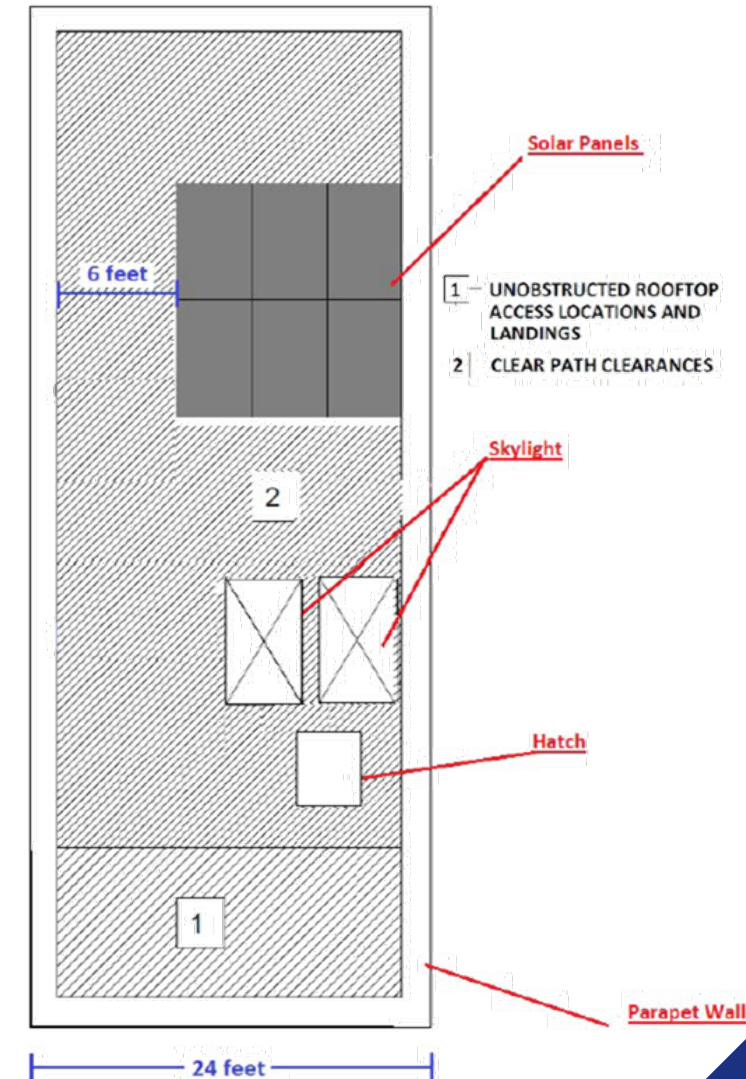 Solar Panels
6 feet
1 UNOBSTRUCTED ROOFTOP
ACCESS LOCATIONS AND
LANDINGS
2 CLEAR PATH CLEARANCES
Skylight
2
Hatch
1
Parapet Wall
24 feet